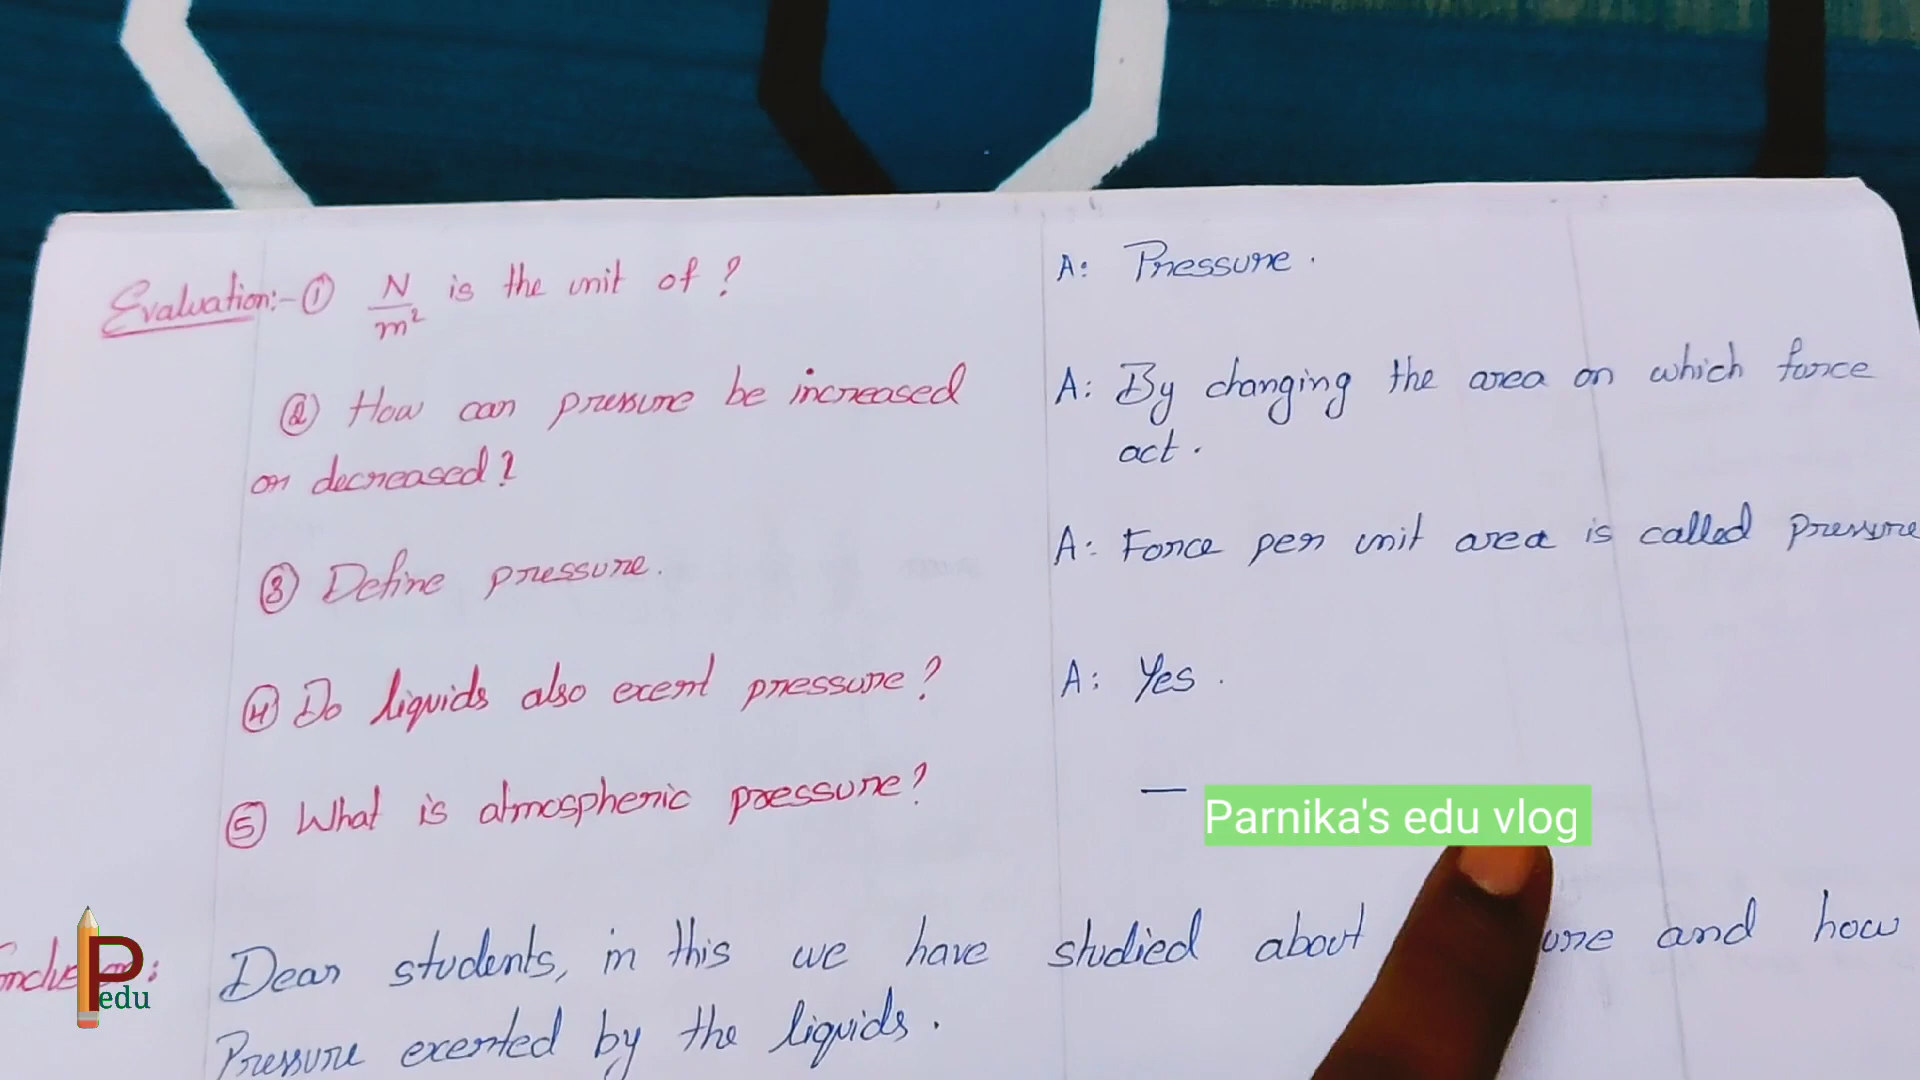 Evaluation:- ① N/m² is the unit of ?
A: Pressure.
② How can pressure be increased
or decreased?
A: By changing the area on which force
act.
③ Define pressure.
A: Force per unit area is called pressure
④ Do liquids also exert pressure?
A: Yes.
⑤ What is atmospheric pressure?
—
Parnika's edu vlog
Dear students, in this we have studied about and how
Pressure exerted by the liquids.
P
edu